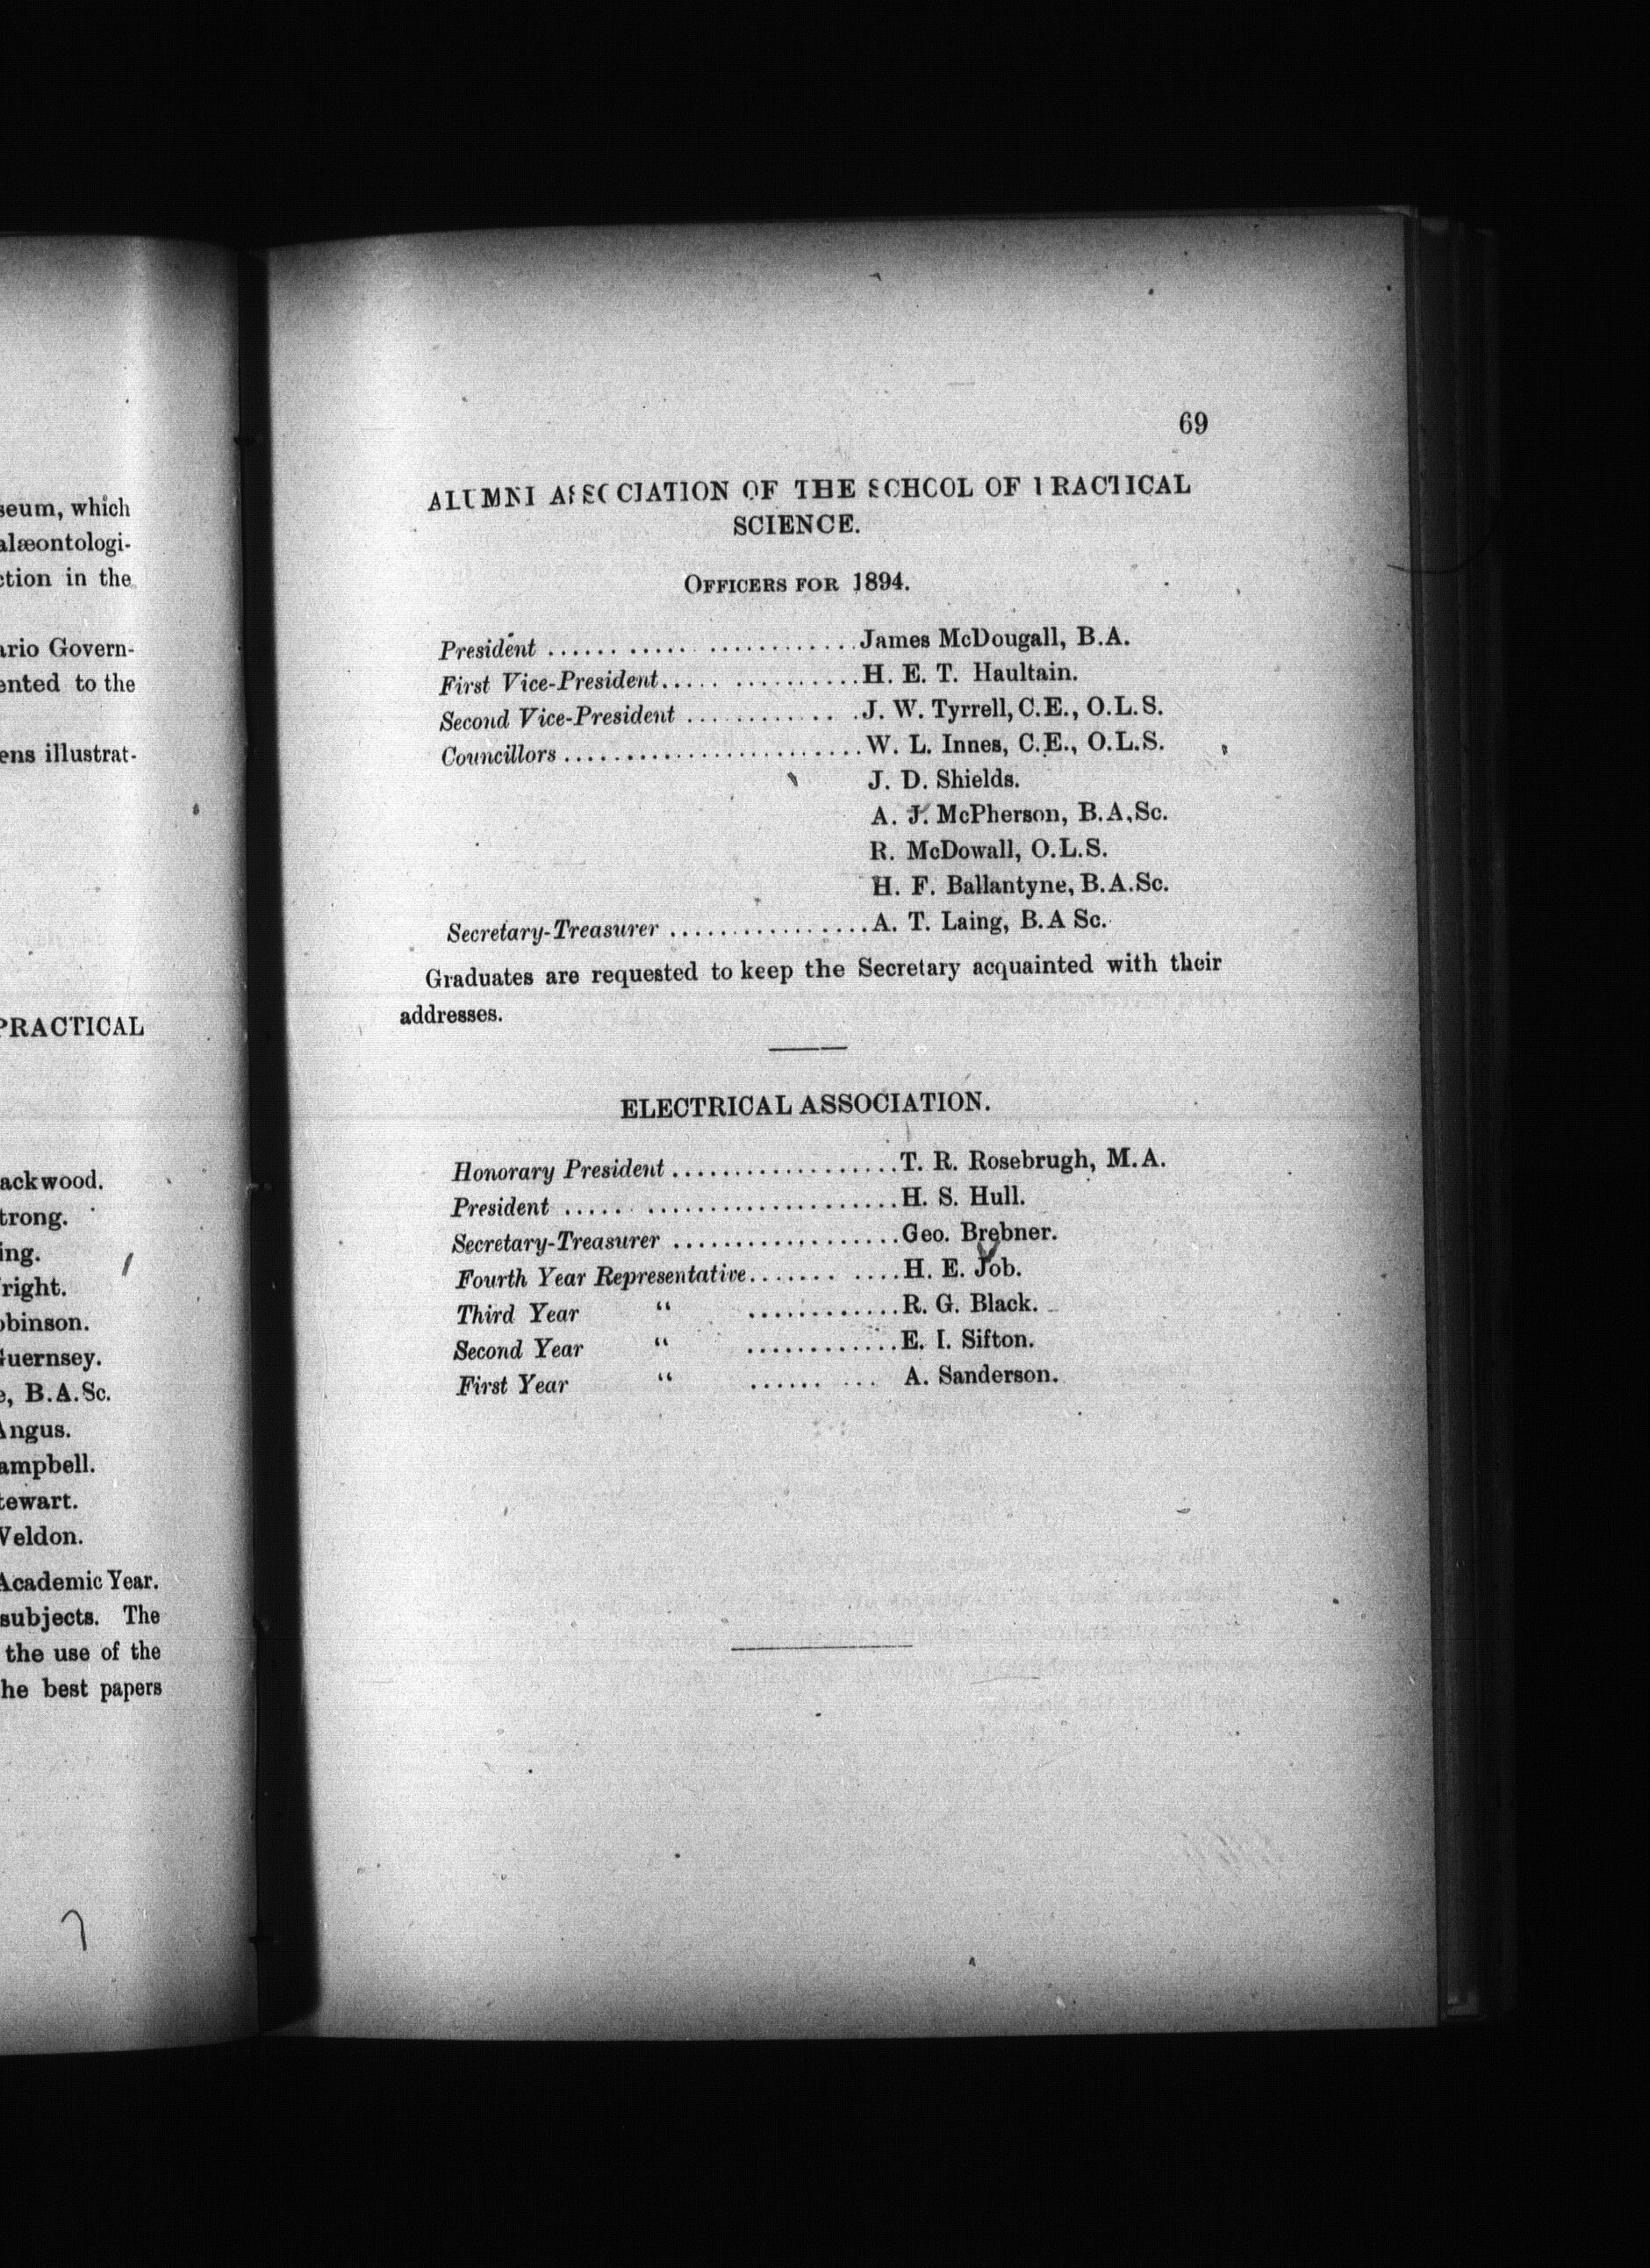 seum, which
alæontologi-
ction in the
ario Govern-
ented to the
ens illustrat-
PRACTICAL
ackwood.
trong.
ing.
right.
obinson.
Guernsey.
e, B.A.Sc.
Angus.
ampbell.
tewart.
Weldon.
Academic Year.
subjects. The
the use of the
he best papers
69
ALUMNI ASSOCIATION OF THE SCHOOL OF PRACTICAL
SCIENCE.
OFFICERS FOR 1894.
President ...... ..... ............James McDougall, B.A.
First Vice-President..... ..........H. E. T. Haultain.
Second Vice-President ............ ..J. W. Tyrrell, C.E., O.L.S.
Councillors........................W. L. Innes, C.E., O.L.S.
J. D. Shields.
A. J. McPherson, B.A.Sc.
R. McDowall, O.L.S.
H. F. Ballantyne, B.A.Sc.
Secretary-Treasurer ................A. T. Laing, B.A Sc.
Graduates are requested to keep the Secretary acquainted with their
addresses.
ELECTRICAL ASSOCIATION.
Honorary President..................T. R. Rosebrugh, M.A.
President ..... ....................H. S. Hull.
Secretary-Treasurer ..................Geo. Brebner.
Fourth Year Representative....... ....H. E. Job.
Third Year " ............R. G. Black.
Second Year " ............E. I. Sifton.
First Year " ...... ... A. Sanderson.